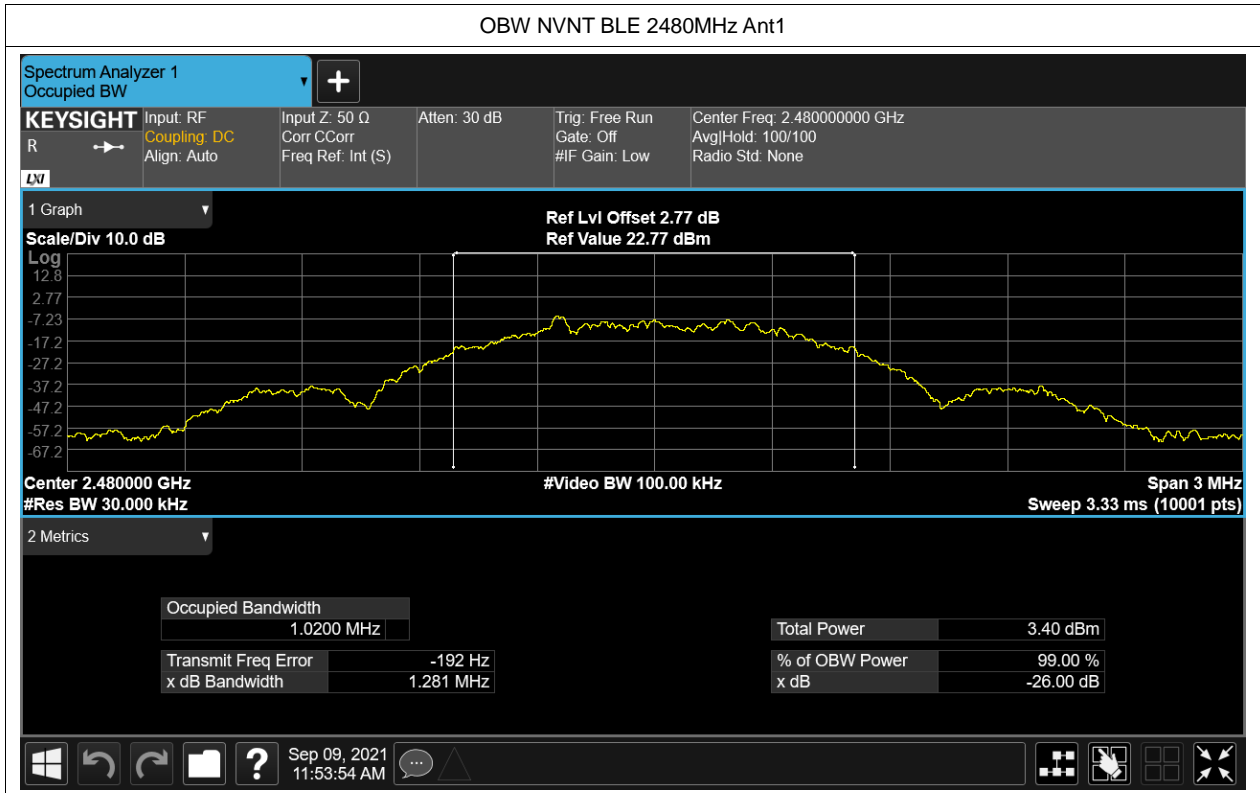 OBW NVNT BLE 2480MHz Ant1
Spectrum Analyzer 1
Occupied BW
KEYSIGHT
R
LXI
Input: RF
Coupling: DC
Align: Auto
Input Z: 50 Ω
Corr CCorr
Freq Ref: Int (S)
Atten: 30 dB
Trig: Free Run
Gate: Off
#IF Gain: Low
Center Freq: 2.480000000 GHz
Avg|Hold: 100/100
Radio Std: None
1 Graph
Scale/Div 10.0 dB
Ref Lvl Offset 2.77 dB
Ref Value 22.77 dBm
Log
12.8
2.77
-7.23
-17.2
-27.2
-37.2
-47.2
-57.2
-67.2
Center 2.480000 GHz
#Video BW 100.00 kHz
Span 3 MHz
#Res BW 30.000 kHz
Sweep 3.33 ms (10001 pts)
2 Metrics
Occupied Bandwidth
1.0200 MHz
Total Power 3.40 dBm
Transmit Freq Error -192 Hz
% of OBW Power 99.00 %
x dB Bandwidth 1.281 MHz
x dB -26.00 dB
?
Sep 09, 2021
11:53:54 AM